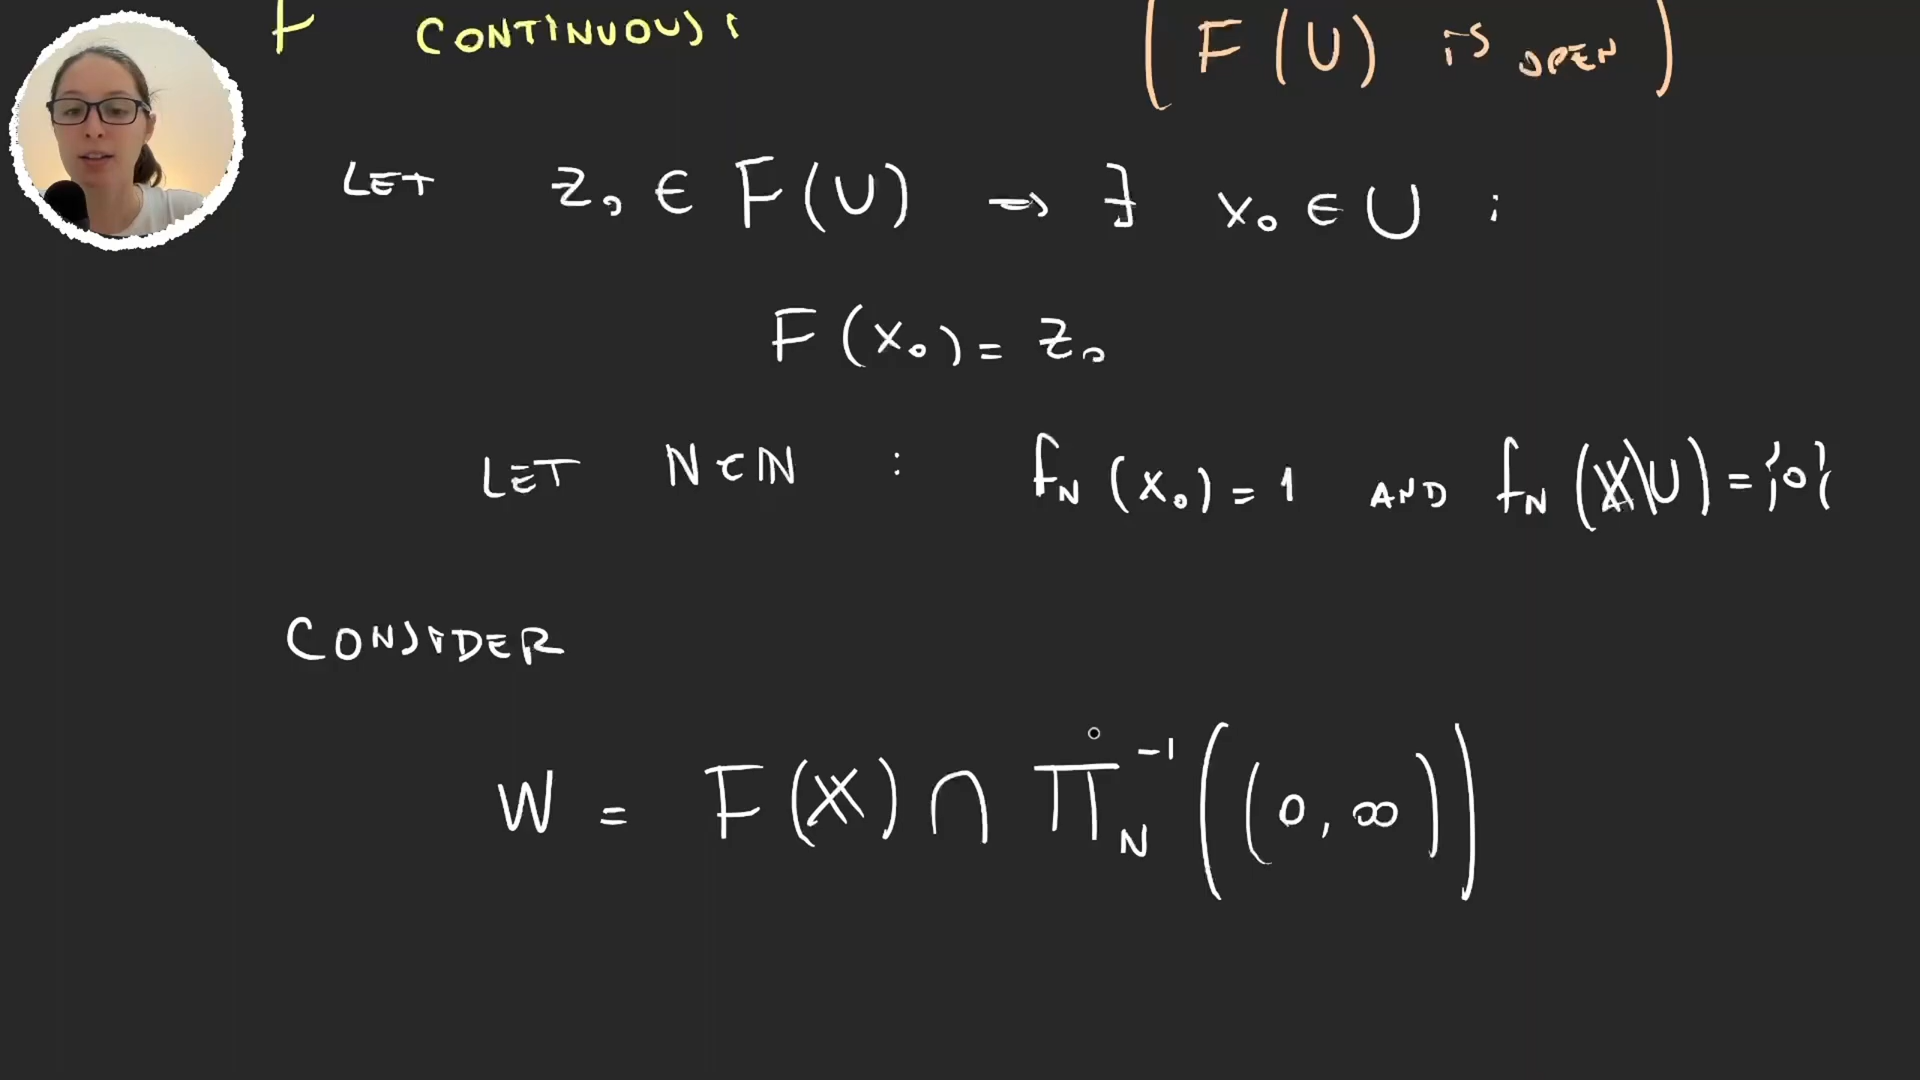 F CONTINUOUS: (F(U) is OPEN)
LET z₀ ∈ F(U) ⇒ ∃ x₀ ∈ U :
F(x₀) = z₀
LET N ∈ ℕ : f_N(x₀) = 1 AND f_N(X\U) = {0}
CONSIDER
W = F(X) ∩ π_N⁻¹((0, ∞))